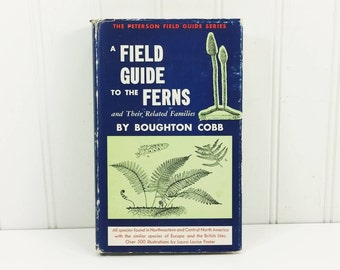 THE PETERSON FIELD GUIDE SERIES
A FIELD
GUIDE
TO THE
FERNS
and Their Related Families
BY BOUGHTON COBB
All species found in Northeastern and Central North America
with the similar species of Europe and the British Isles.
Over 300 illustrations by Laura Louise Foster